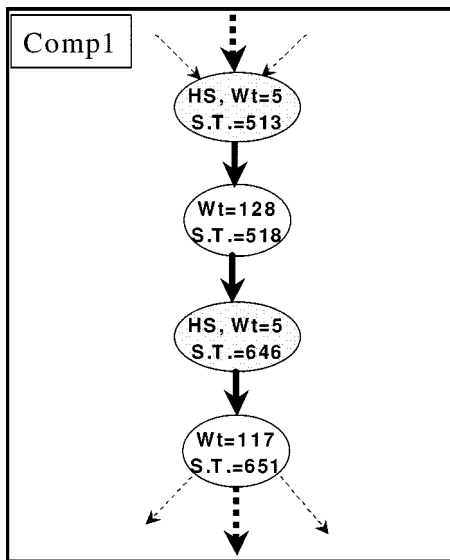 Comp1
HS, Wt=5
S.T.=513
Wt=128
S.T.=518
HS, Wt=5
S.T.=646
Wt=117
S.T.=651